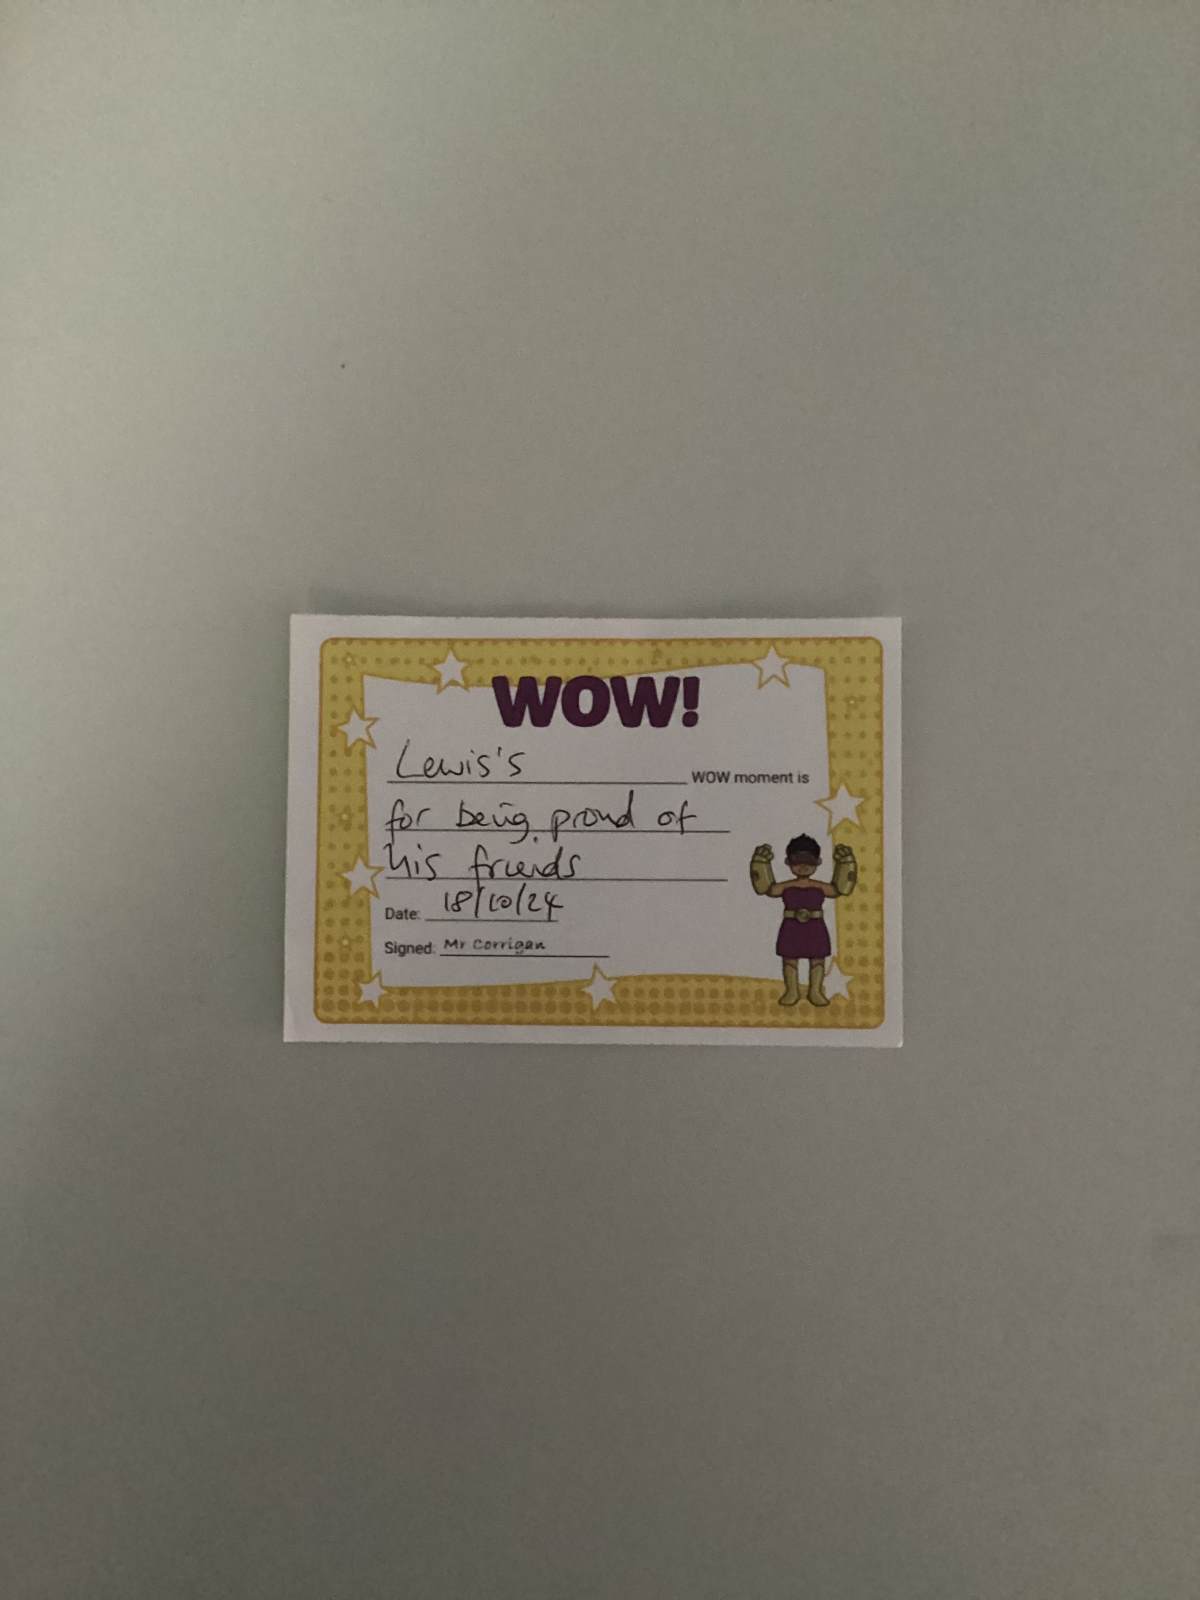 WOW!
Lewis's WOW moment is
for being proud of
his friends
Date: 18/10/24
Signed: Mr Corrigan